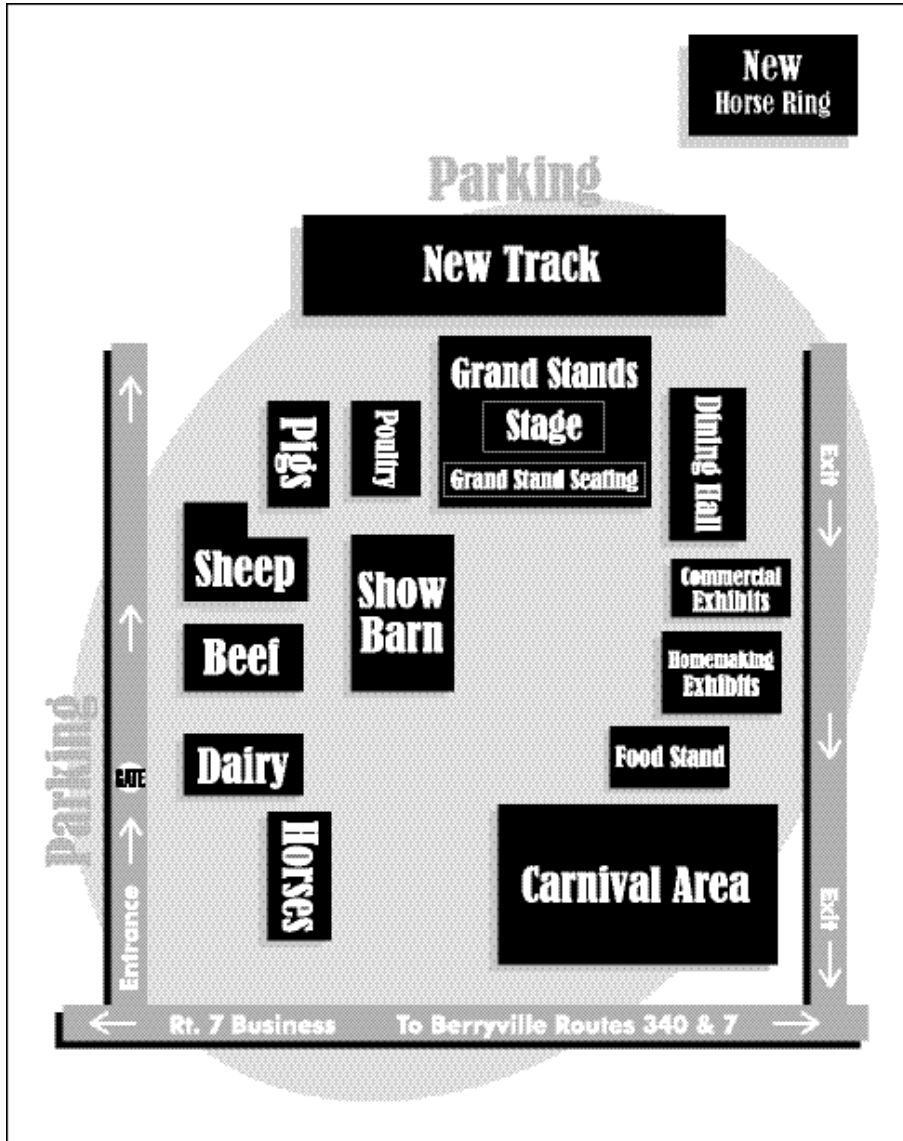 New
Horse Ring
Parking
New Track
Grand Stands
Stage
Grand Stand Seating
Pigs
Poultry
Dining Hall
Exit
Sheep
Show
Barn
Commercial
Exhibits
Beef
Homemaking
Exhibits
Parking
GATE
Dairy
Food Stand
Horses
Carnival Area
Entrance
Exit
Rt. 7 Business
To Berryville Routes 340 & 7